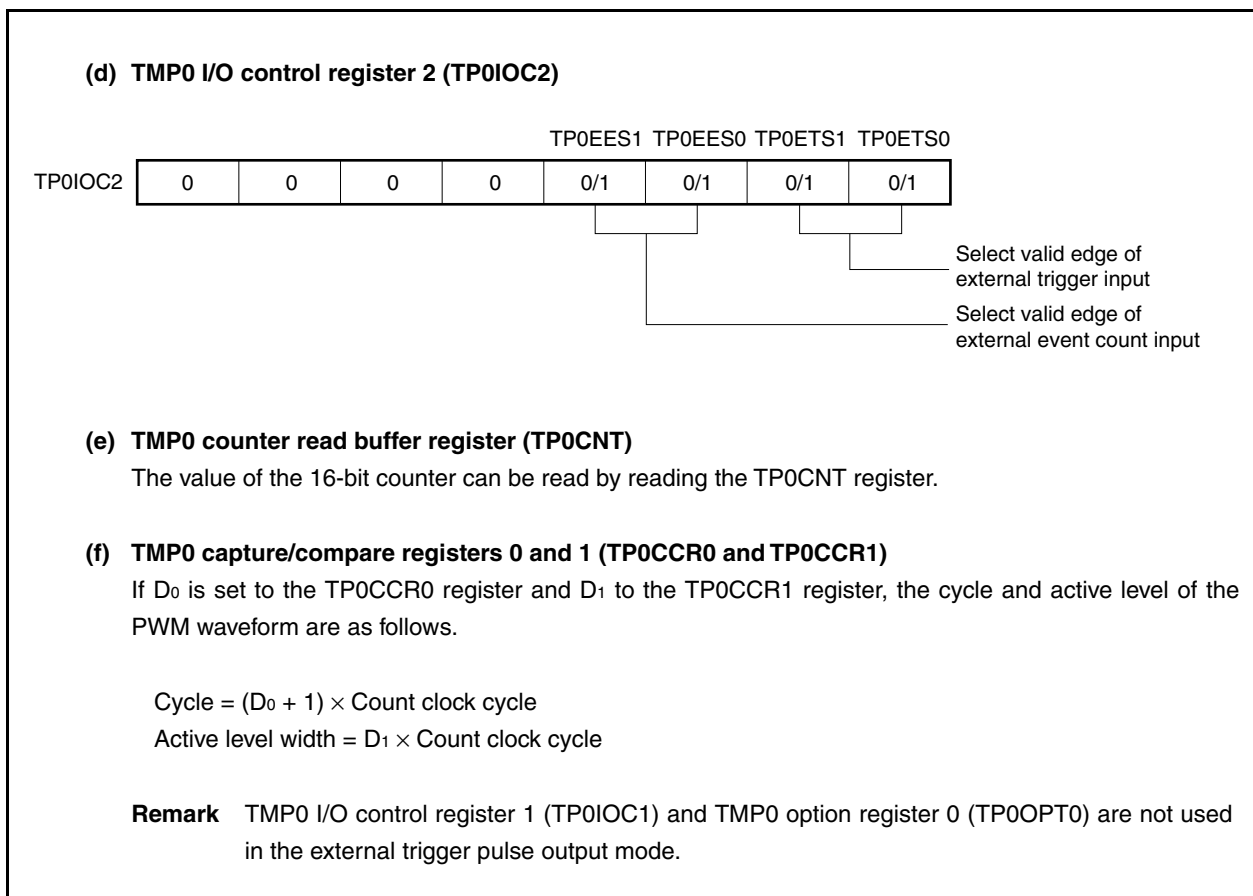 (d) TMP0 I/O control register 2 (TP0IOC2)
TP0EES1 TP0EES0 TP0ETS1 TP0ETS0
TP0IOC2 0 0 0 0 0/1 0/1 0/1 0/1
Select valid edge of
external trigger input
Select valid edge of
external event count input
(e) TMP0 counter read buffer register (TP0CNT)
The value of the 16-bit counter can be read by reading the TP0CNT register.
(f) TMP0 capture/compare registers 0 and 1 (TP0CCR0 and TP0CCR1)
If D0 is set to the TP0CCR0 register and D1 to the TP0CCR1 register, the cycle and active level of the
PWM waveform are as follows.
Cycle = (D0 + 1) × Count clock cycle
Active level width = D1 × Count clock cycle
Remark TMP0 I/O control register 1 (TP0IOC1) and TMP0 option register 0 (TP0OPT0) are not used
in the external trigger pulse output mode.